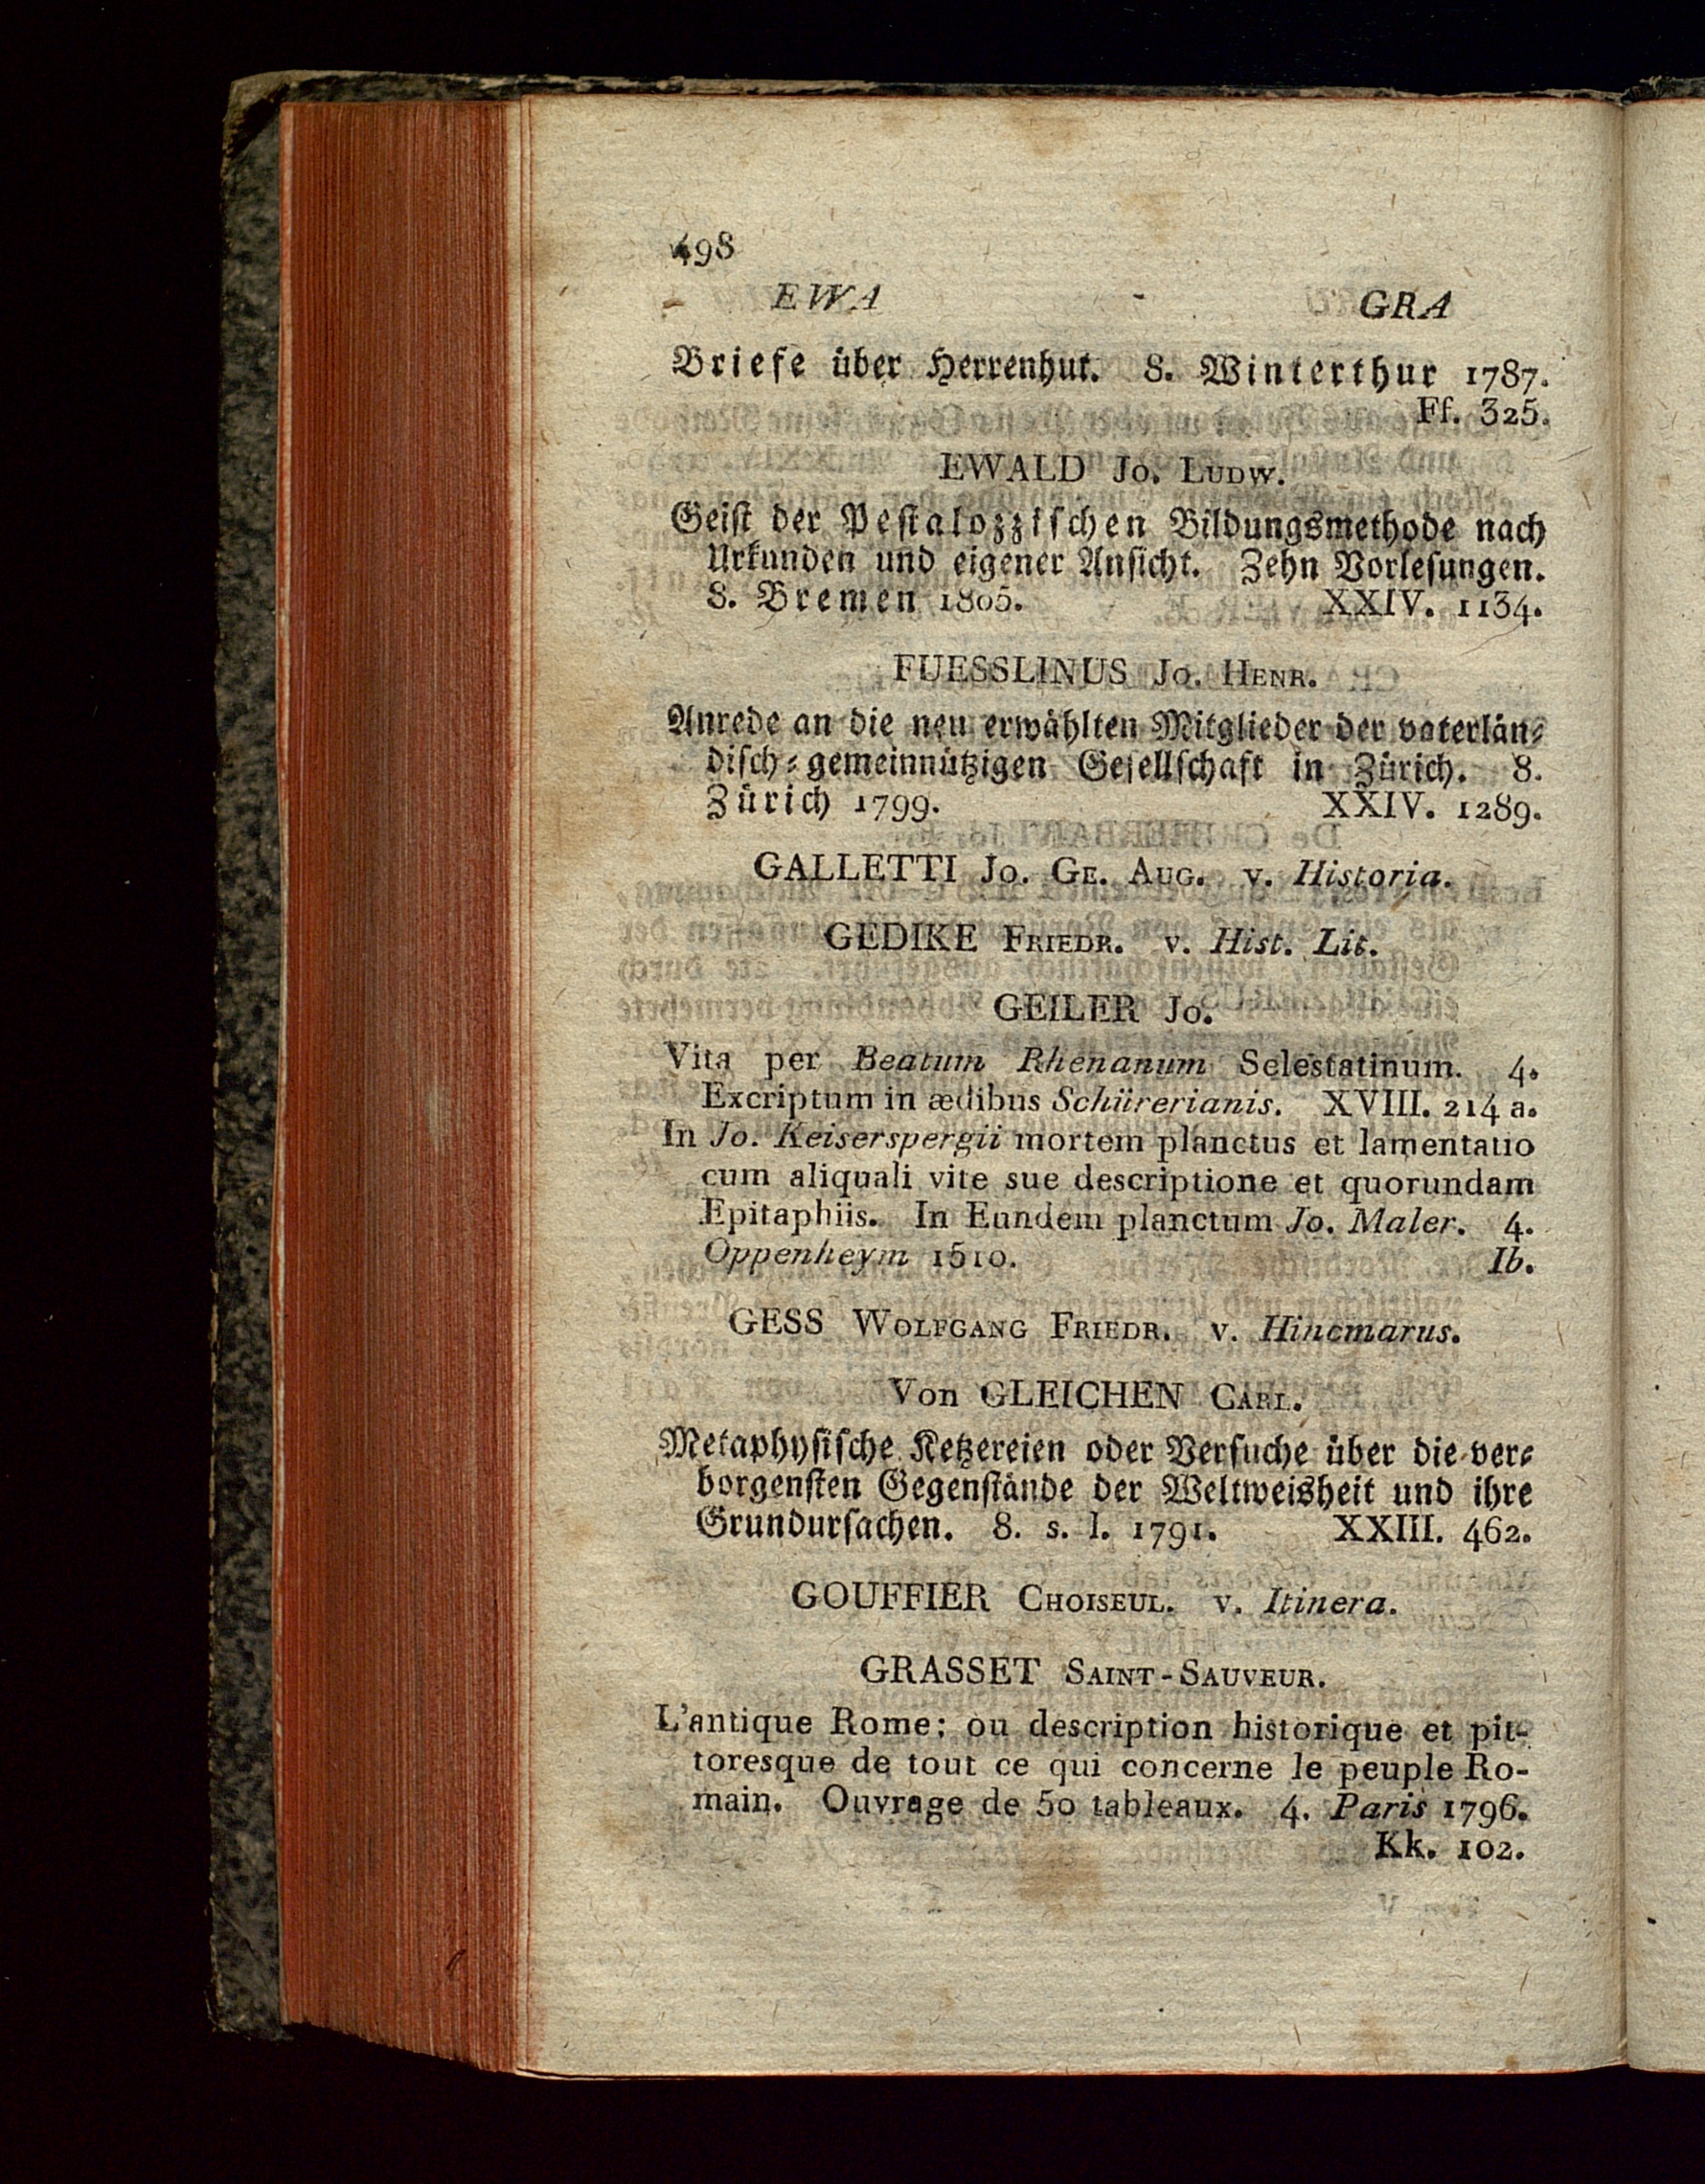 498
EWA - GRA
Briefe über Herrenhut. 8. Winterthur 1787.
Ff. 325.
EWALD Jo. Ludw.
Geist der Pestalozzischen Bildungsmethode nach
Urkunden und eigener Ansicht. Zehn Vorlesungen.
8. Bremen 1805. XXIV. 1134.
FUESSLINUS Jo. Henr.
Anrede an die neu erwählten Mitglieder der vaterlän-
disch-gemeinnützigen Gesellschaft in Zürich. 8.
Zürich 1799. XXIV. 1289.
GALLETTI Jo. Ge. Aug. v. Historia.
GEDIKE Friedr. v. Hist. Lit.
GEILER Jo.
Vita per Beatum Rhenanum Selestatinum. 4.
Excriptum in ædibus Schürerianis. XVIII. 214 a.
In Jo. Keiserspergii mortem planctus et lamentatio
cum aliquali vite sue descriptione et quorundam
Epitaphiis. In Eundem planctum Jo. Maler. 4.
Oppenheym 1510. Ib.
GESS Wolfgang Friedr. v. Hincmarus.
Von GLEICHEN Carl.
Metaphysische Ketzereien oder Versuche über die ver-
borgensten Gegenstände der Weltweisheit und ihre
Grundursachen. 8. s. l. 1791. XXIII. 462.
GOUFFIER Choiseul. v. Itinera.
GRASSET Saint-Sauveur.
L'antique Rome; ou description historique et pit-
toresque de tout ce qui concerne le peuple Ro-
main. Ouvrage de 50 tableaux. 4. Paris 1796.
Kk. 102.